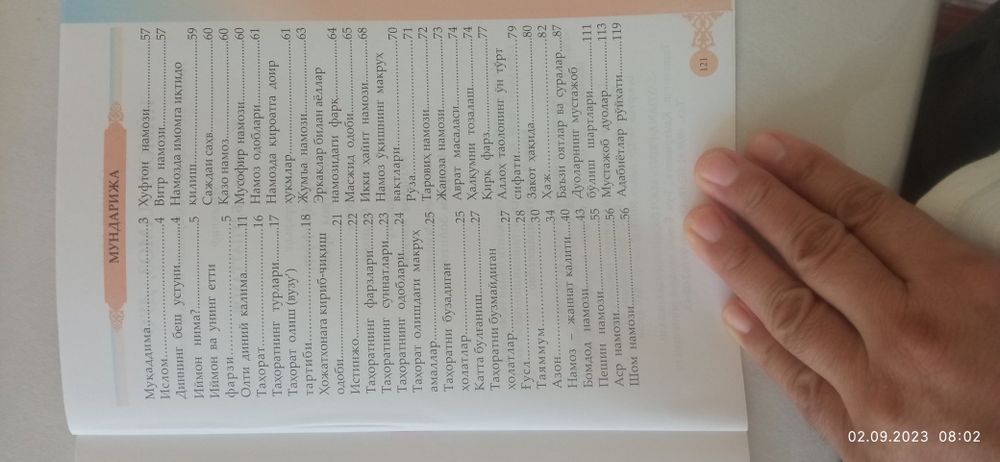 МУНДАРИЖА
Муқаддима.................3
Ислом.........................4
Диннинг беш устуни..........4
Иймон нима?................5
Иймон ва унинг етти
фарзи...........................5
Олти диний калима..........11
Таҳорат.......................16
Таҳоратнинг турлари.........17
Таҳорат олиш (вузу')
тартиби........................18
Ҳожатхонага кириб-чиқиш
одоби..........................21
Истинжо......................22
Таҳоратнинг фарзлари.......23
Таҳоратнинг суннатлари.....23
Таҳоратнинг одоблари.......24
Таҳорат олишдаги макруҳ
амаллар.......................25
Таҳоратни бузадиган
ҳолатлар......................25
Катта булғаниш..............27
Таҳоратни бузмайдиган
ҳолатлар......................27
Ғусл...........................28
Таяммум.....................30
Азон...........................34
Намоз – жаннат калити.....40
Бомдод намози..............43
Пешин намози...............55
Аср намози...................56
Шом намози.................56
Хуфтон намози..............57
Витр намози.................57
Намозда имомга иқтидо
қилиш.........................59
Саждаи саҳв.................60
Қазо намоз...................60
Мусофир намози............60
Намоз одоблари.............61
Намозда қироатга доир
ҳукмлар.......................61
Жумъа намози...............63
Эркаклар билан аёллар
намозидаги фарқ............64
Масжид одоби...............65
Икки ҳайит намози..........68
Намоз ўқишнинг макруҳ
вақтлари......................70
Рўза...........................71
Таровиҳ намози.............72
Жаноза намози..............73
Аврат масаласи.............74
Ҳалқумни тозалаш..........74
Қирқ фарз....................77
Аллоҳ таолонинг ўн тўрт
сифати........................79
Закот ҳақида.................80
Ҳаж............................82
Баъзи оятлар ва суралар....87
Дуоларнинг мустажоб
бўлиш шартлари............111
Мустажоб дуолар............113
Адабиётлар рўйхати........119
121
02.09.2023 08:02